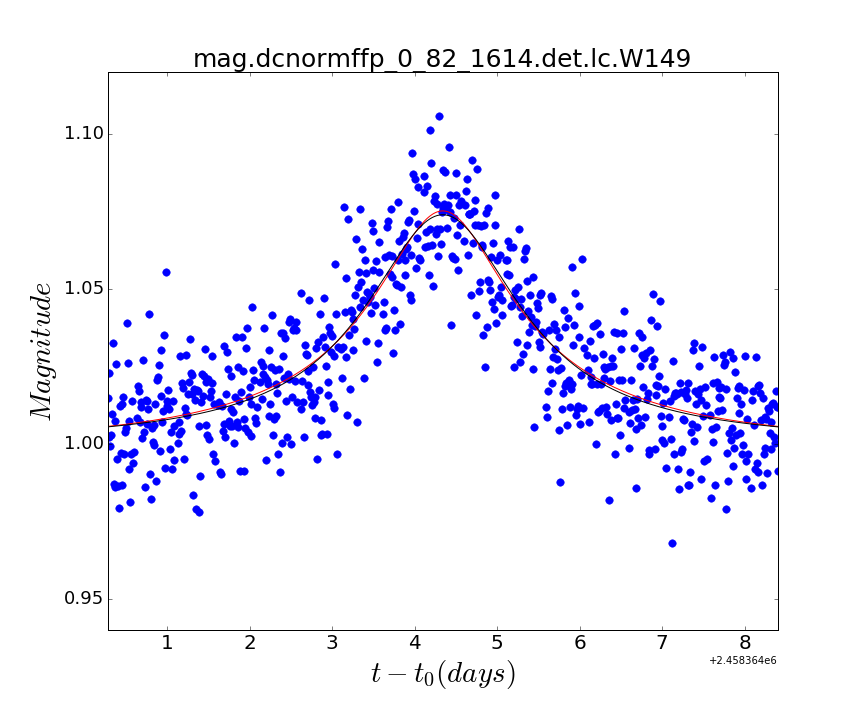 mag.dcnormffp_0_82_1614.det.lc.W149
1.10
1.05
1.00
0.95
Magnitude
1 2 3 4 5 6 7 8
+2.458364e6
t − t₀(days)